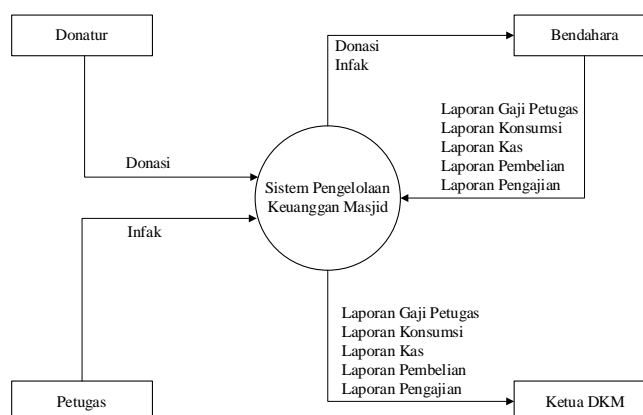 Donatur
Bendahara
Donasi
Infak
Laporan Gaji Petugas
Laporan Konsumsi
Laporan Kas
Laporan Pembelian
Laporan Pengajian
Donasi
Sistem Pengelolaan
Keuanggan Masjid
Infak
Laporan Gaji Petugas
Laporan Konsumsi
Laporan Kas
Laporan Pembelian
Laporan Pengajian
Petugas
Ketua DKM